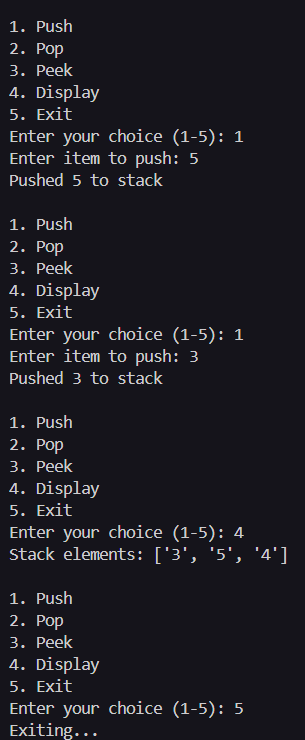 1. Push
2. Pop
3. Peek
4. Display
5. Exit
Enter your choice (1-5): 1
Enter item to push: 5
Pushed 5 to stack
1. Push
2. Pop
3. Peek
4. Display
5. Exit
Enter your choice (1-5): 1
Enter item to push: 3
Pushed 3 to stack
1. Push
2. Pop
3. Peek
4. Display
5. Exit
Enter your choice (1-5): 4
Stack elements: ['3', '5', '4']
1. Push
2. Pop
3. Peek
4. Display
5. Exit
Enter your choice (1-5): 5
Exiting...